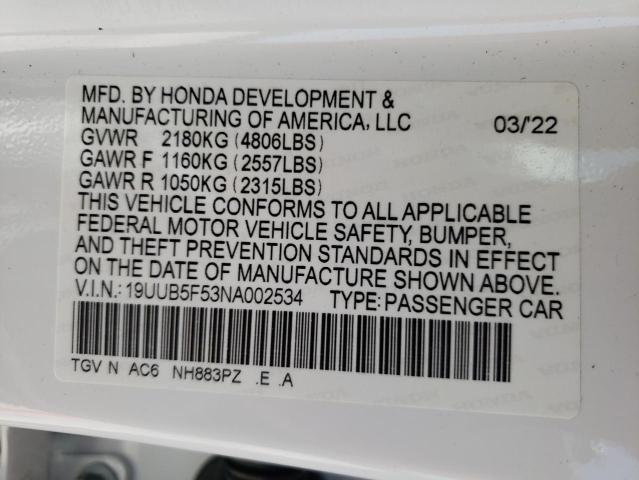 MFD. BY HONDA DEVELOPMENT &
MANUFACTURING OF AMERICA, LLC 03/'22
GVWR 2180KG (4806LBS)
GAWR F 1160KG (2557LBS)
GAWR R 1050KG (2315LBS)
THIS VEHICLE CONFORMS TO ALL APPLICABLE
FEDERAL MOTOR VEHICLE SAFETY, BUMPER,
AND THEFT PREVENTION STANDARDS IN EFFECT
ON THE DATE OF MANUFACTURE SHOWN ABOVE.
V.I.N.: 19UUB5F53NA002534 TYPE: PASSENGER CAR
TGV N AC6 NH883PZ .E .A